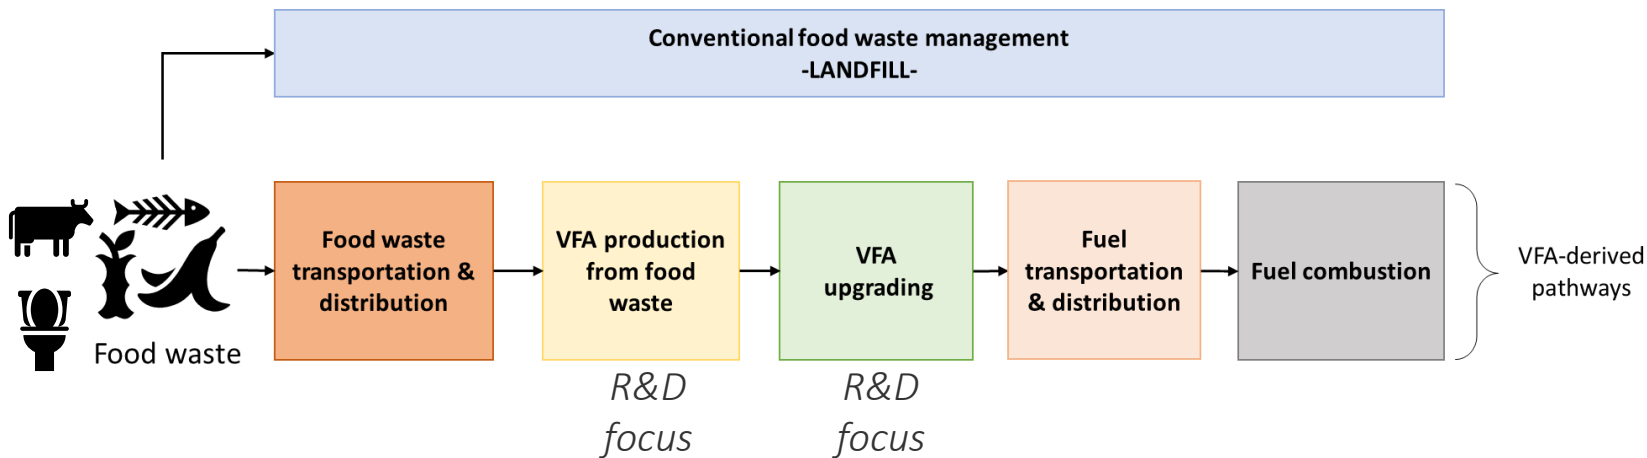 Conventional food waste management
-LANDFILL-
Food waste
Food waste
transportation &
distribution
VFA production
from food
waste
R&D
focus
VFA
upgrading
R&D
focus
Fuel
transportation
& distribution
Fuel combustion
VFA-derived
pathways